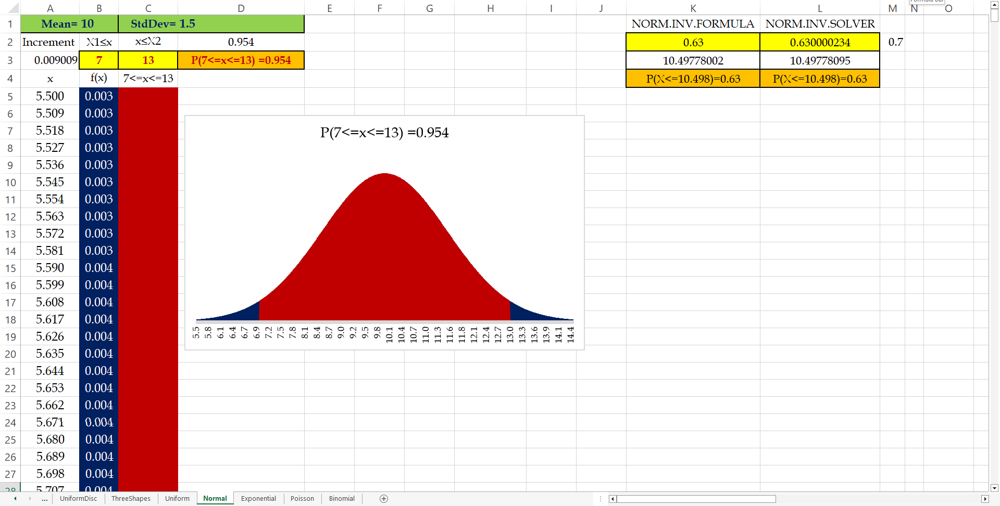 Formula Bar
A B C D E F G H I J K L M N O
1 Mean= 10 StdDev= 1.5 NORM.INV.FORMULA NORM.INV.SOLVER
2 Increment X1≤x x≤X2 0.954 0.63 0.630000234 0.7
3 0.009009 7 13 P(7<=x<=13) =0.954 10.49778002 10.49778095
4 x f(x) 7<=x<=13 P(X<=10.498)=0.63 P(X<=10.498)=0.63
5 5.500 0.003
6 5.509 0.003
7 5.518 0.003
8 5.527 0.003
9 5.536 0.003
10 5.545 0.003
11 5.554 0.003
12 5.563 0.003
13 5.572 0.003
14 5.581 0.003
15 5.590 0.004
16 5.599 0.004
17 5.608 0.004
18 5.617 0.004
19 5.626 0.004
20 5.635 0.004
21 5.644 0.004
22 5.653 0.004
23 5.662 0.004
24 5.671 0.004
25 5.680 0.004
26 5.689 0.004
27 5.698 0.004
28 5.707 0.004
P(7<=x<=13) =0.954
5.5 5.8 6.1 6.4 6.7 6.9 7.2 7.5 7.8 8.1 8.4 8.7 9.0 9.2 9.5 9.8 10.1 10.4 10.7 11.0 11.3 11.6 11.8 12.1 12.4 12.7 13.0 13.3 13.6 13.9 14.1 14.4
... UniformDisc ThreeShapes Uniform Normal Exponential Poisson Binomial